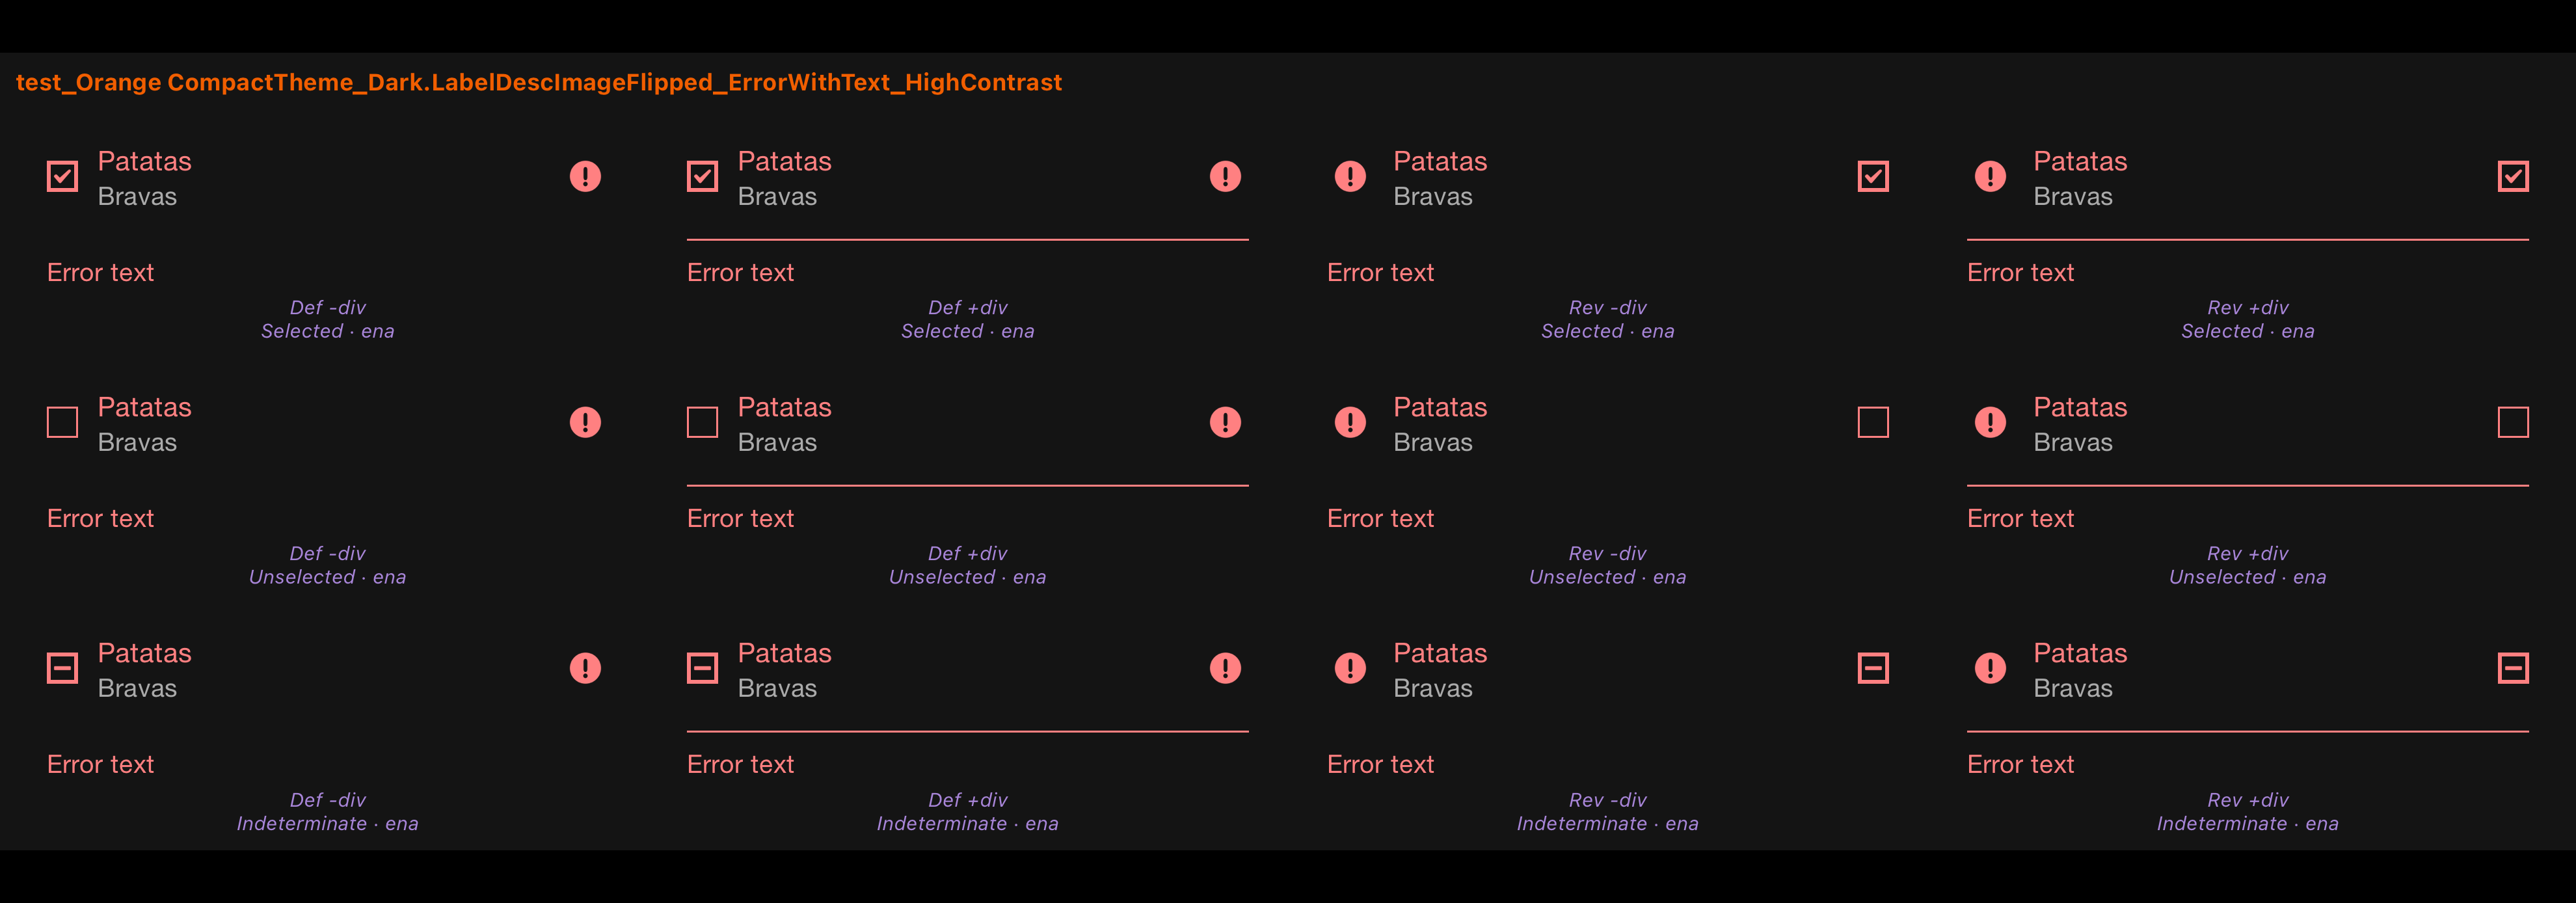 test_Orange CompactTheme_Dark.LabelDescImageFlipped_ErrorWithText_HighContrast
Patatas
Bravas
Error text
Def -div
Selected · ena
Patatas
Bravas
Error text
Def +div
Selected · ena
Patatas
Bravas
Error text
Rev -div
Selected · ena
Patatas
Bravas
Error text
Rev +div
Selected · ena
Patatas
Bravas
Error text
Def -div
Unselected · ena
Patatas
Bravas
Error text
Def +div
Unselected · ena
Patatas
Bravas
Error text
Rev -div
Unselected · ena
Patatas
Bravas
Error text
Rev +div
Unselected · ena
Patatas
Bravas
Error text
Def -div
Indeterminate · ena
Patatas
Bravas
Error text
Def +div
Indeterminate · ena
Patatas
Bravas
Error text
Rev -div
Indeterminate · ena
Patatas
Bravas
Error text
Rev +div
Indeterminate · ena